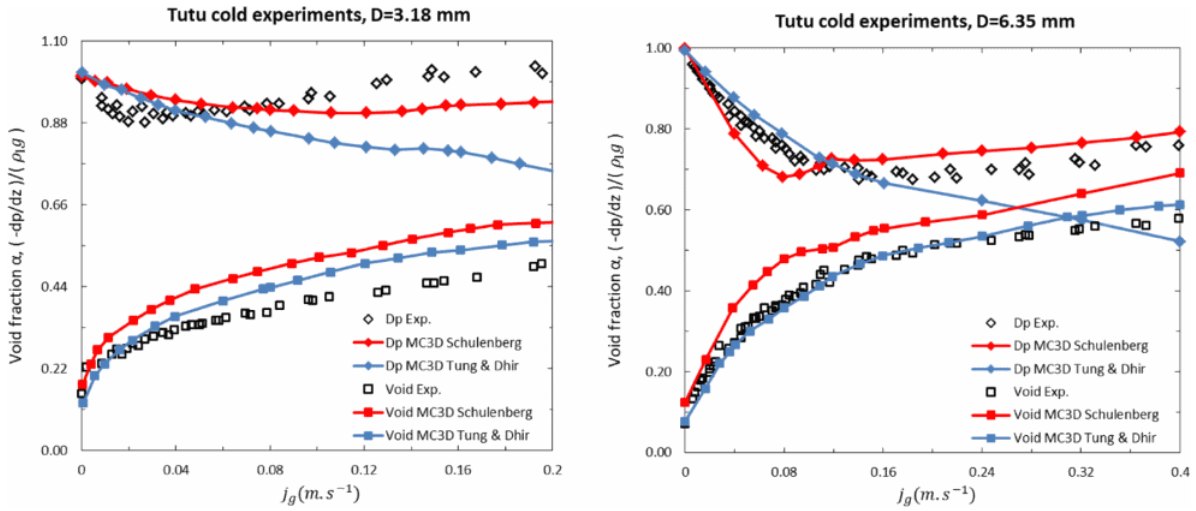 Tutu cold experiments, D=3.18 mm
Void fraction α, ( -dp/dz )/( ρₗg )
1.10
0.88
0.66
0.44
0.22
0.00
Dp Exp.
Dp MC3D Schulenberg
Dp MC3D Tung & Dhir
Void Exp.
Void MC3D Schulenberg
Void MC3D Tung & Dhir
0 0.04 0.08 0.12 0.16 0.2
j_g(m.s⁻¹)
Tutu cold experiments, D=6.35 mm
Void fraction α, ( -dp/dz )/( ρₗg )
1.00
0.80
0.60
0.40
0.20
0.00
Dp Exp.
Dp MC3D Schulenberg
Dp MC3D Tung & Dhir
Void Exp.
Void MC3D Schulenberg
Void MC3D Tung & Dhir
0 0.08 0.16 0.24 0.32 0.4
j_g(m.s⁻¹)